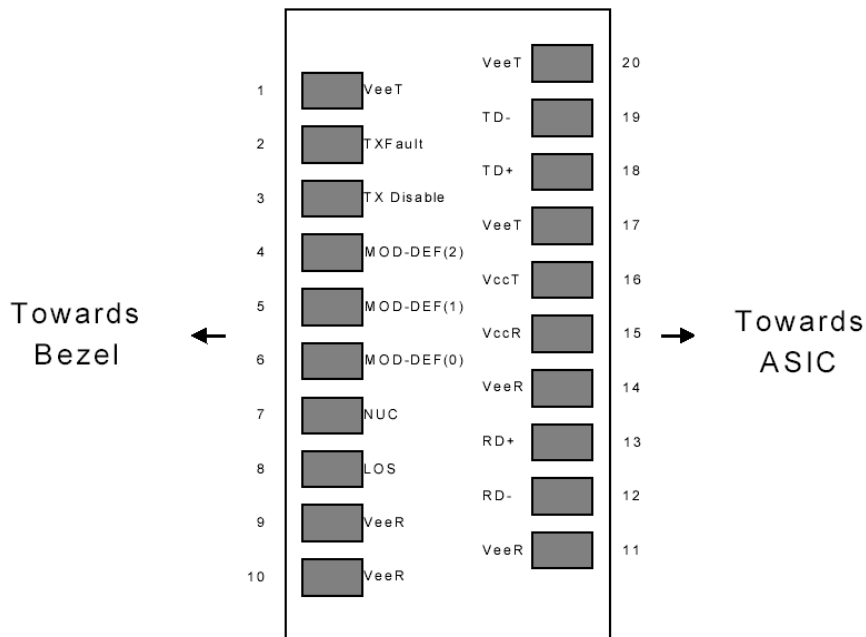 VeeT 20
1 VeeT
TD- 19
2 TXFault
TD+ 18
3 TX Disable
VeeT 17
4 MOD-DEF(2)
VccT 16
5 MOD-DEF(1)
Towards
Bezel
VccR 15
Towards
ASIC
6 MOD-DEF(0)
VeeR 14
7 NUC
RD+ 13
8 LOS
RD- 12
9 VeeR
VeeR 11
10 VeeR